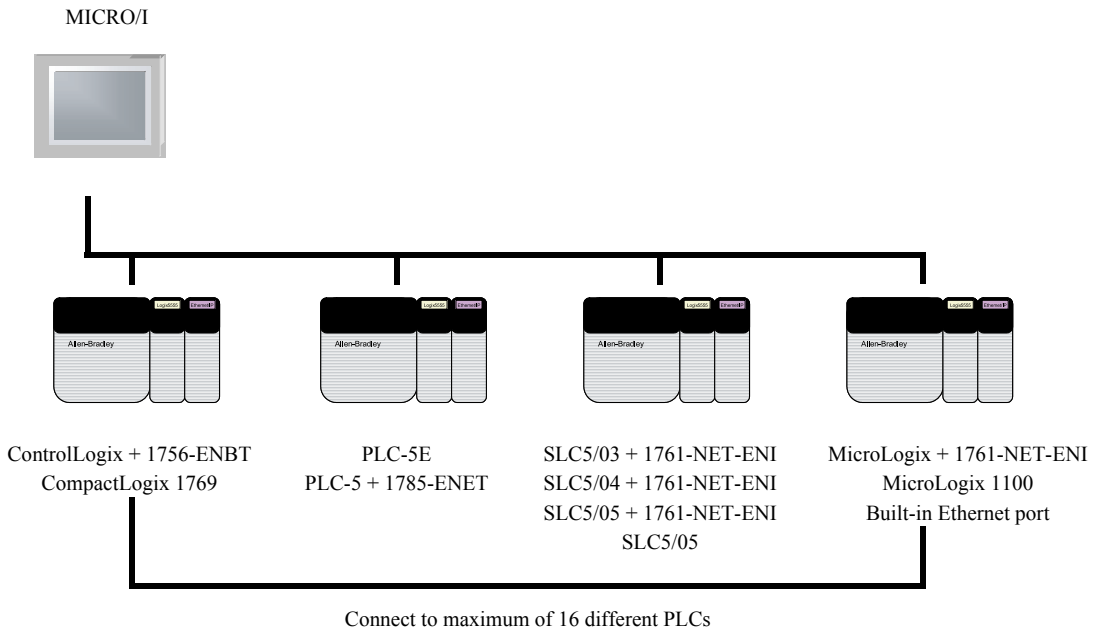 MICRO/I
Logix5555 EthernetIP
Logix5555 EthernetIP
Logix5555 EthernetIP
Logix5555 EthernetIP
Allen-Bradley
Allen-Bradley
Allen-Bradley
Allen-Bradley
ControlLogix + 1756-ENBT
CompactLogix 1769
PLC-5E
PLC-5 + 1785-ENET
SLC5/03 + 1761-NET-ENI
SLC5/04 + 1761-NET-ENI
SLC5/05 + 1761-NET-ENI
SLC5/05
MicroLogix + 1761-NET-ENI
MicroLogix 1100
Built-in Ethernet port
Connect to maximum of 16 different PLCs